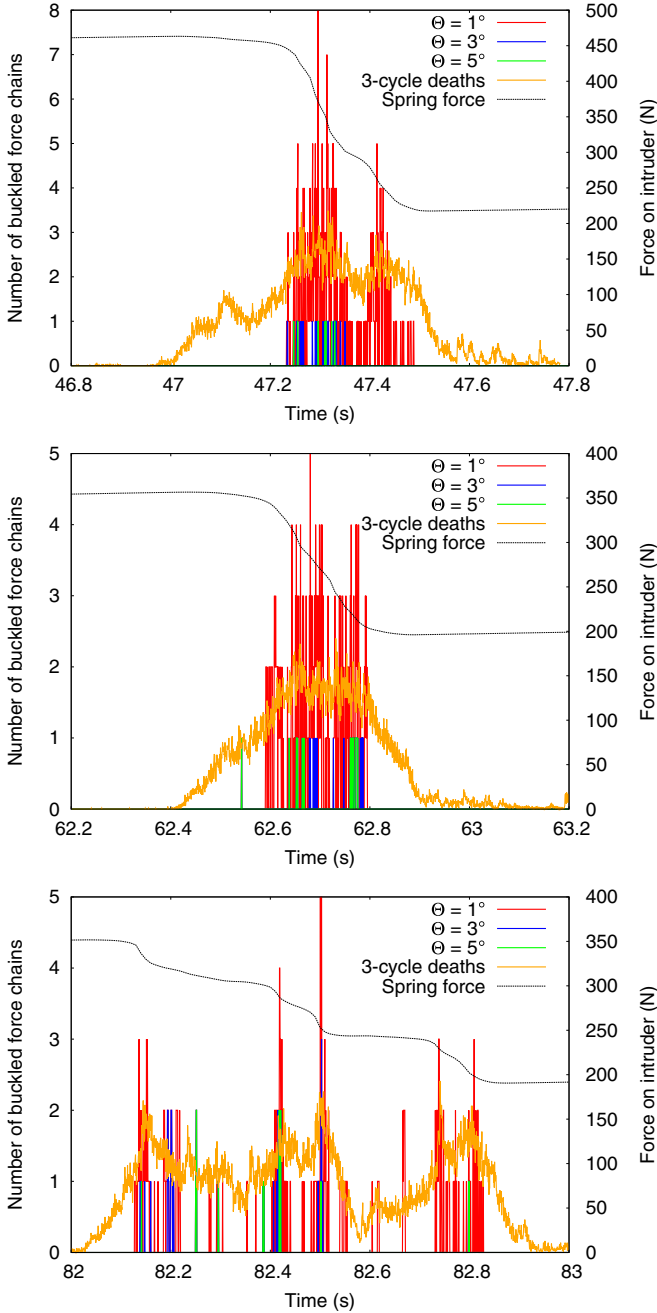 8
7
6
5
4
3
2
1
0
500
450
400
350
300
250
200
150
100
50
0
Number of buckled force chains
Force on intruder (N)
Θ = 1°
Θ = 3°
Θ = 5°
3-cycle deaths
Spring force
46.8 47 47.2 47.4 47.6 47.8
Time (s)
5
4
3
2
1
0
400
350
300
250
200
150
100
50
0
Number of buckled force chains
Force on intruder (N)
Θ = 1°
Θ = 3°
Θ = 5°
3-cycle deaths
Spring force
62.2 62.4 62.6 62.8 63 63.2
Time (s)
5
4
3
2
1
0
400
350
300
250
200
150
100
50
0
Number of buckled force chains
Force on intruder (N)
Θ = 1°
Θ = 3°
Θ = 5°
3-cycle deaths
Spring force
82 82.2 82.4 82.6 82.8 83
Time (s)